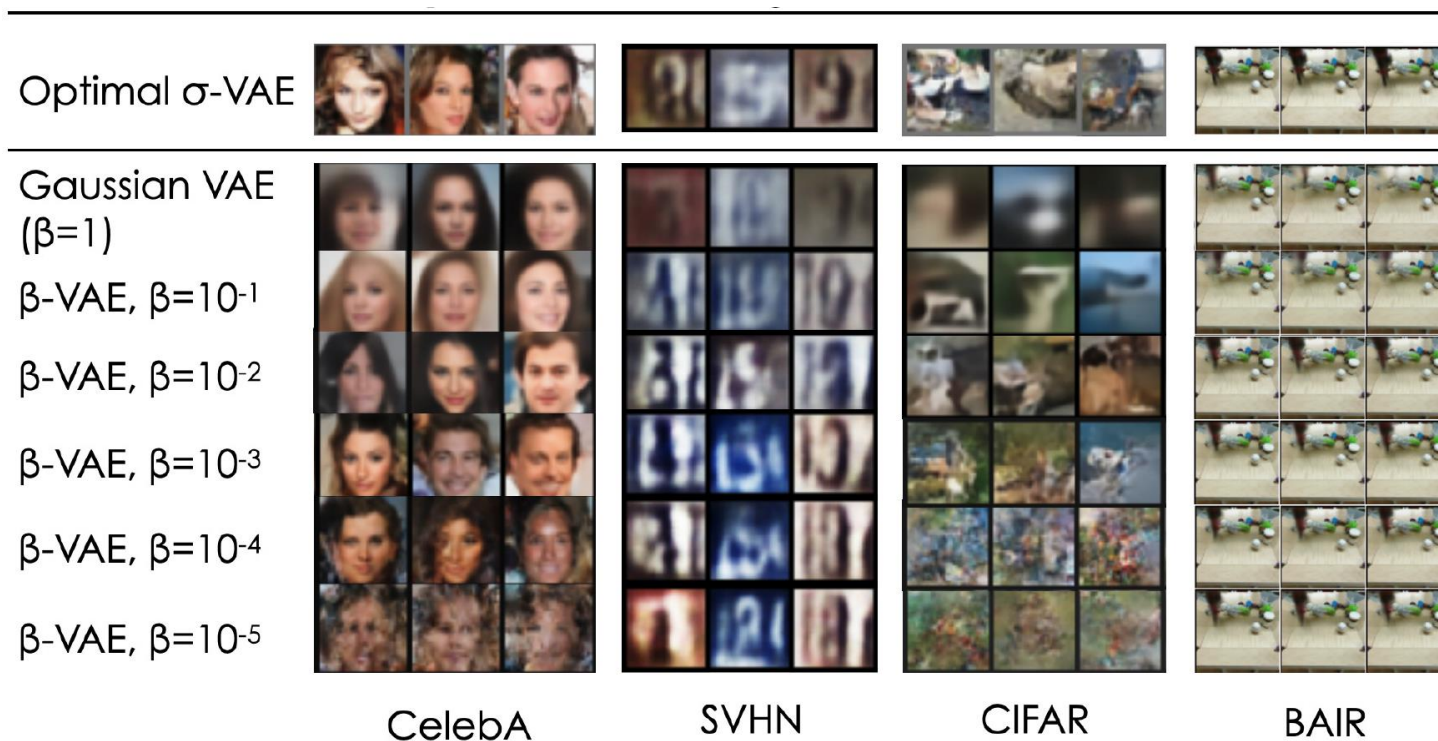 Optimal σ-VAE
Gaussian VAE
(β=1)
β-VAE, β=10⁻¹
β-VAE, β=10⁻²
β-VAE, β=10⁻³
β-VAE, β=10⁻⁴
β-VAE, β=10⁻⁵
CelebA SVHN CIFAR BAIR